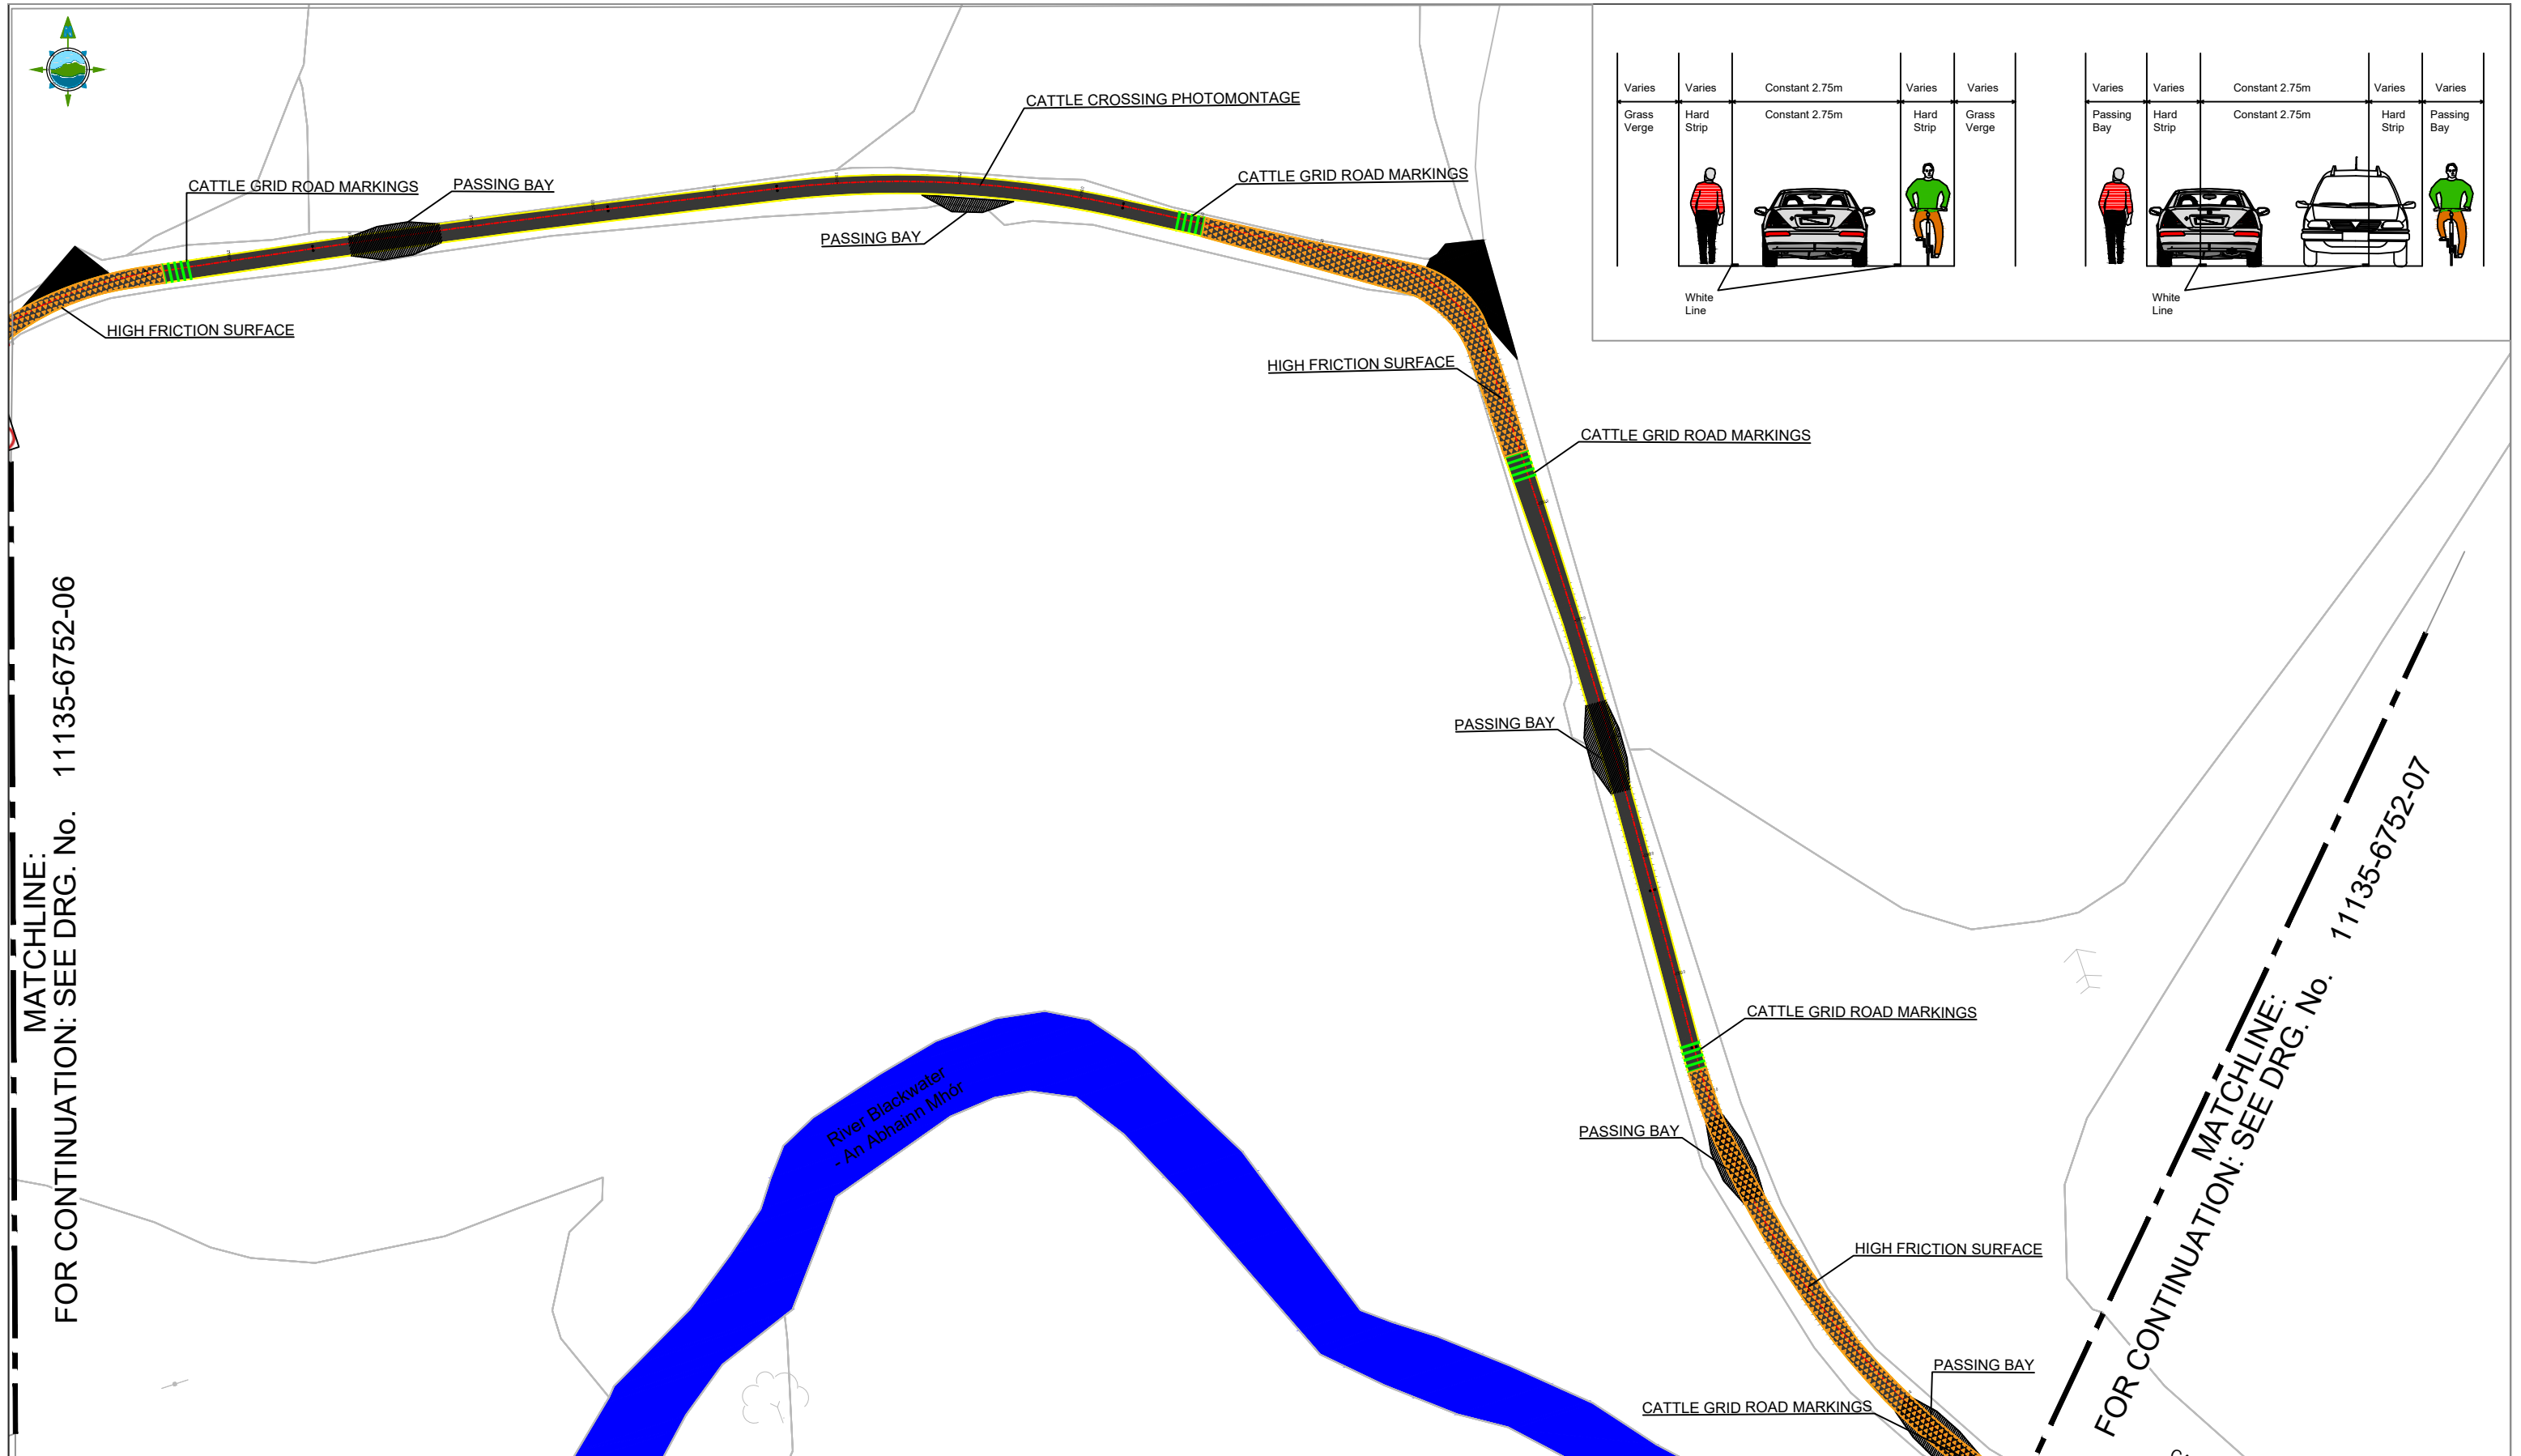 Varies
Varies
Constant 2.75m
Varies
Varies
Grass
Verge
Hard
Strip
Constant 2.75m
Hard
Strip
Grass
Verge
White
Line
Varies
Varies
Constant 2.75m
Varies
Varies
Passing
Bay
Hard
Strip
Constant 2.75m
Hard
Strip
Passing
Bay
White
Line
CATTLE CROSSING PHOTOMONTAGE
CATTLE GRID ROAD MARKINGS
PASSING BAY
CATTLE GRID ROAD MARKINGS
PASSING BAY
HIGH FRICTION SURFACE
HIGH FRICTION SURFACE
CATTLE GRID ROAD MARKINGS
PASSING BAY
CATTLE GRID ROAD MARKINGS
PASSING BAY
HIGH FRICTION SURFACE
PASSING BAY
CATTLE GRID ROAD MARKINGS
River Blackwater
- An Abhainn Mhór
MATCHLINE:
FOR CONTINUATION: SEE DRG. No. 11135-6752-06
MATCHLINE:
FOR CONTINUATION: SEE DRG. No. 11135-6752-07